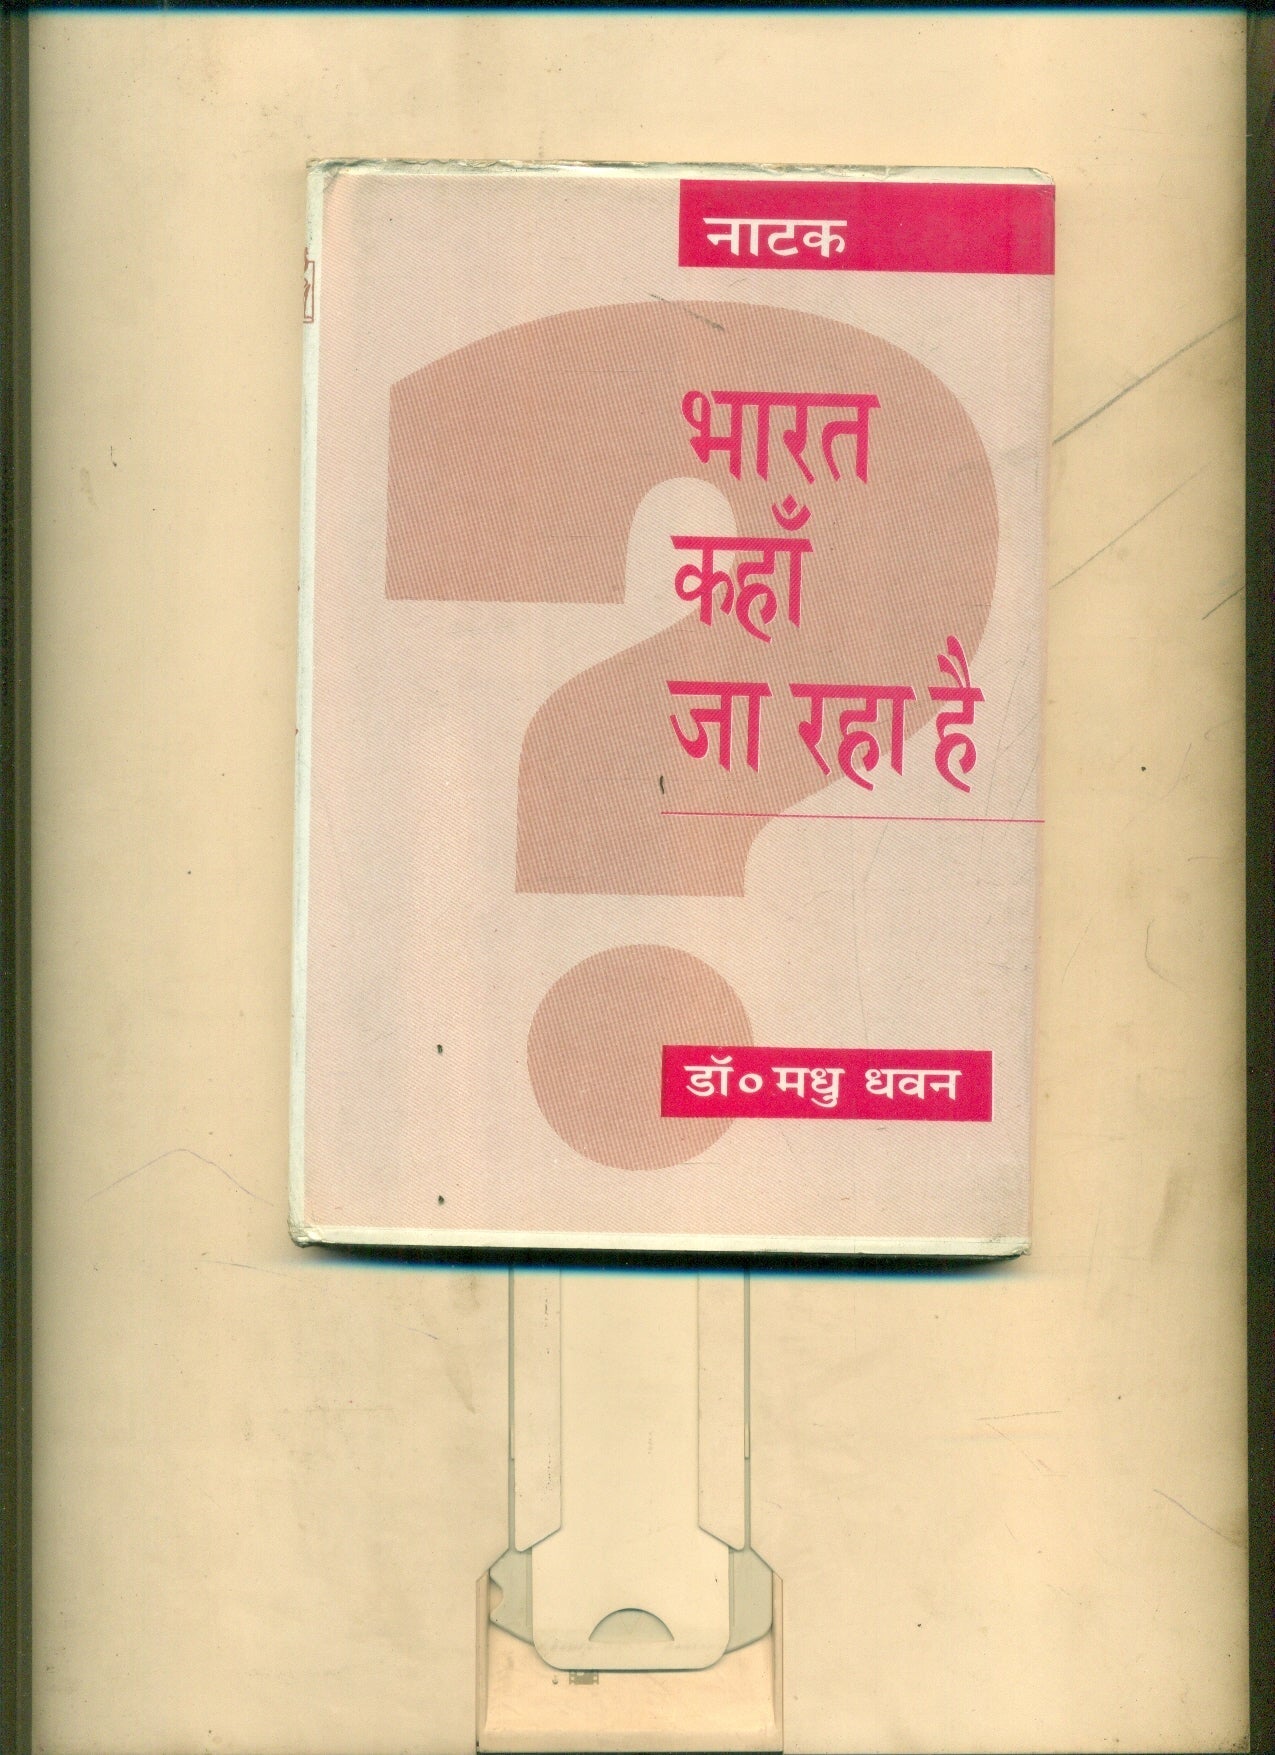 नाटक
भारत
कहाँ
जा रहा है
डॉ० मधु धवन